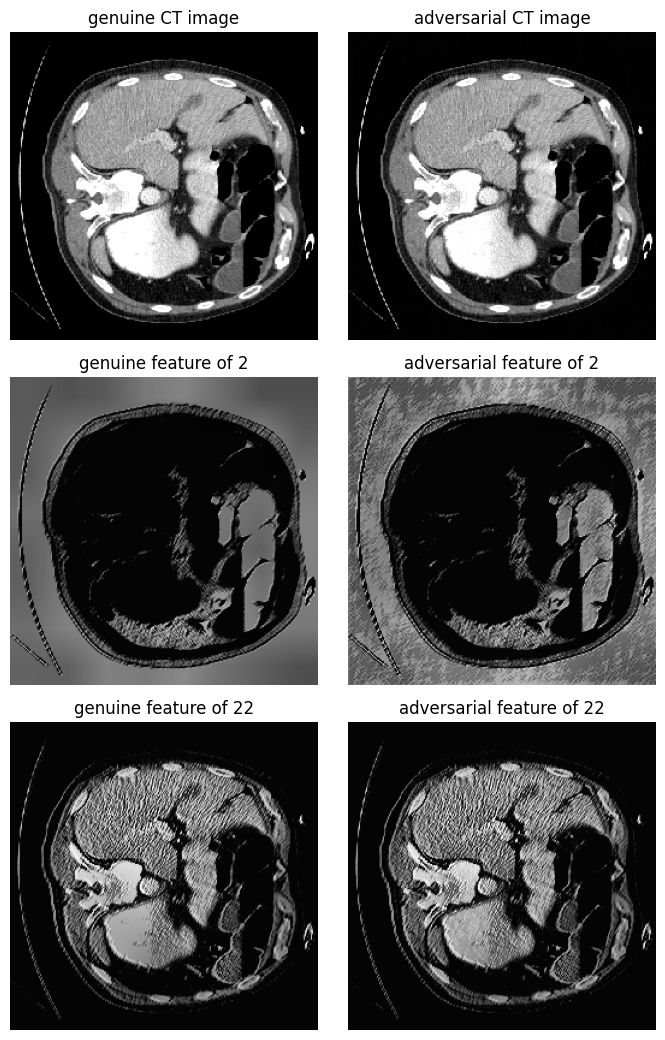 genuine CT image
adversarial CT image
genuine feature of 2
adversarial feature of 2
genuine feature of 22
adversarial feature of 22